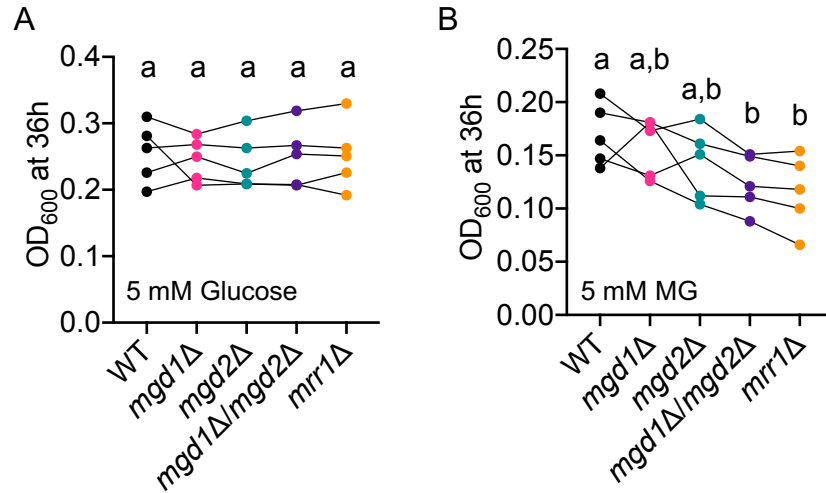 A
OD600 at 36h
0.4
0.3
0.2
0.1
0.0
a a a a a
5 mM Glucose
WT
mgd1Δ
mgd2Δ
mgd1Δ/mgd2Δ
mrr1Δ
B
OD600 at 36h
0.25
0.20
0.15
0.10
0.05
0.00
a a,b a,b b b
5 mM MG
WT
mgd1Δ
mgd2Δ
mgd1Δ/mgd2Δ
mrr1Δ